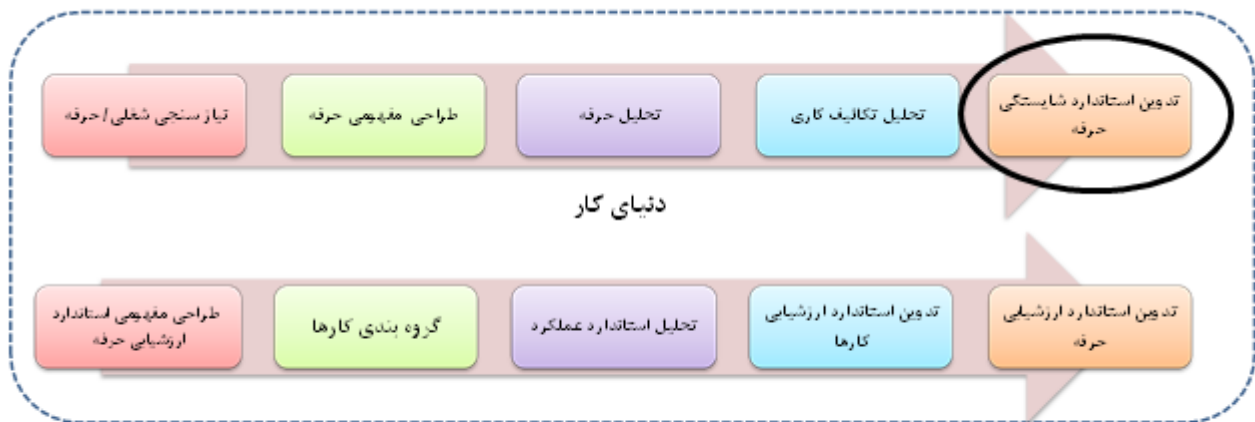 نیاز سنجی شغلی/ حرفه
طراحی مفهومی حرفه
تحلیل حرفه
تحلیل تکالیف کاری
تدوین استاندارد شایستگی
حرفه
دنیای کار
طراحی مفهومی استاندارد
ارزشیابی حرفه
گروه بندی کارها
تحلیل استاندارد عملکرد
تدوین استاندارد ارزشیابی
کارها
تدوین استاندارد ارزشیابی
حرفه